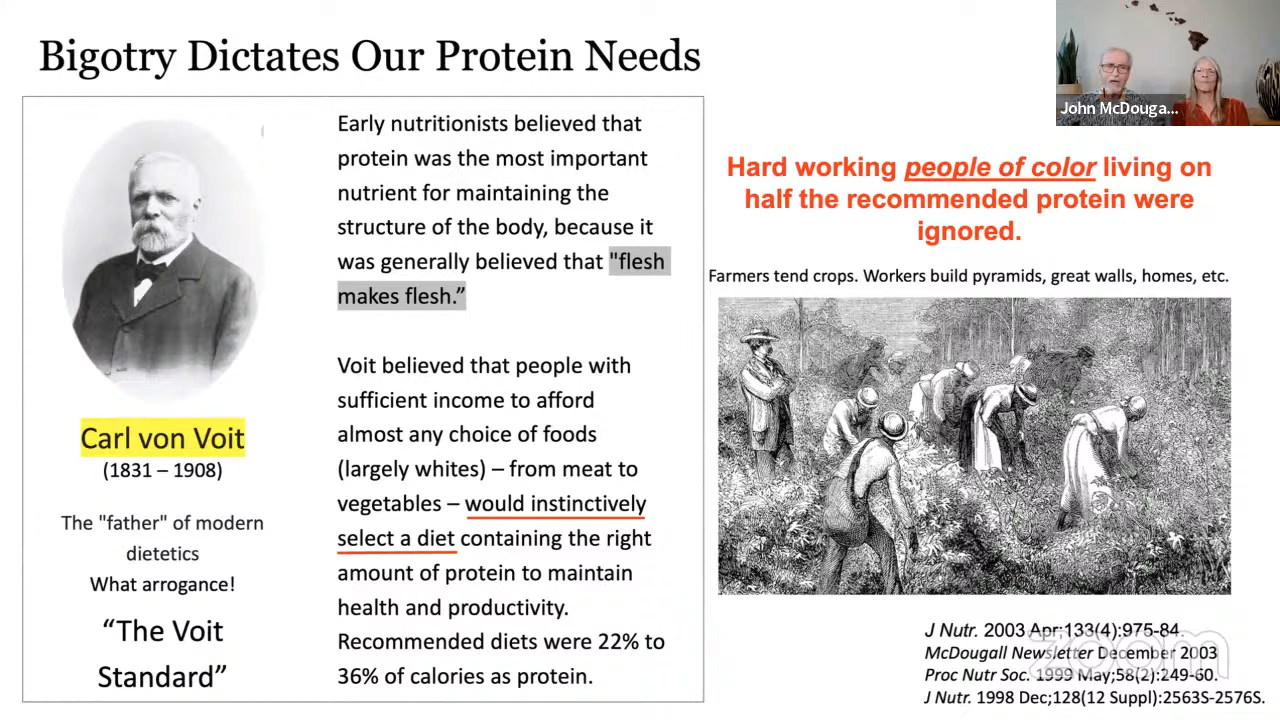 Bigotry Dictates Our Protein Needs
Early nutritionists believed that
protein was the most important
nutrient for maintaining the
structure of the body, because it
was generally believed that "flesh
makes flesh.”
Voit believed that people with
sufficient income to afford
almost any choice of foods
(largely whites) – from meat to
vegetables – would instinctively
select a diet containing the right
amount of protein to maintain
health and productivity.
Recommended diets were 22% to
36% of calories as protein.
Carl von Voit
(1831 – 1908)
The "father" of modern
dietetics
What arrogance!
“The Voit
Standard”
John McDouga...
Hard working people of color living on
half the recommended protein were
ignored.
Farmers tend crops. Workers build pyramids, great walls, homes, etc.
J Nutr. 2003 Apr;133(4):975-84.
McDougall Newsletter December 2003
Proc Nutr Soc. 1999 May;58(2):249-60.
J Nutr. 1998 Dec;128(12 Suppl):2563S-2576S.
zoom